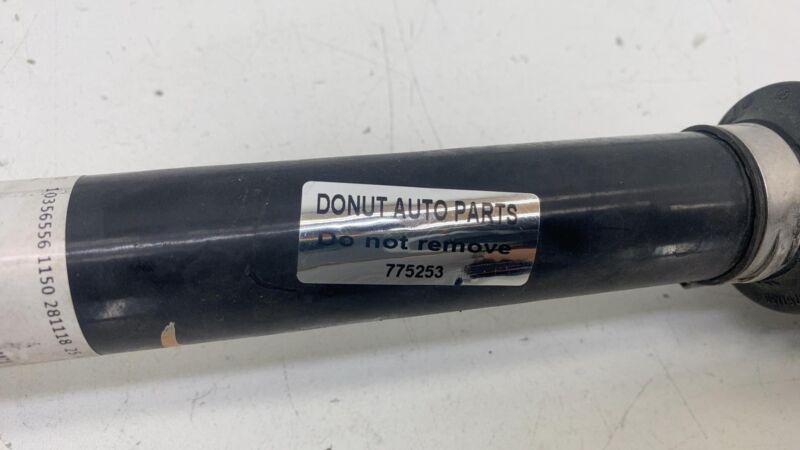 DONUT AUTO PARTS
Do not remove
775253
10356556 1150 281118